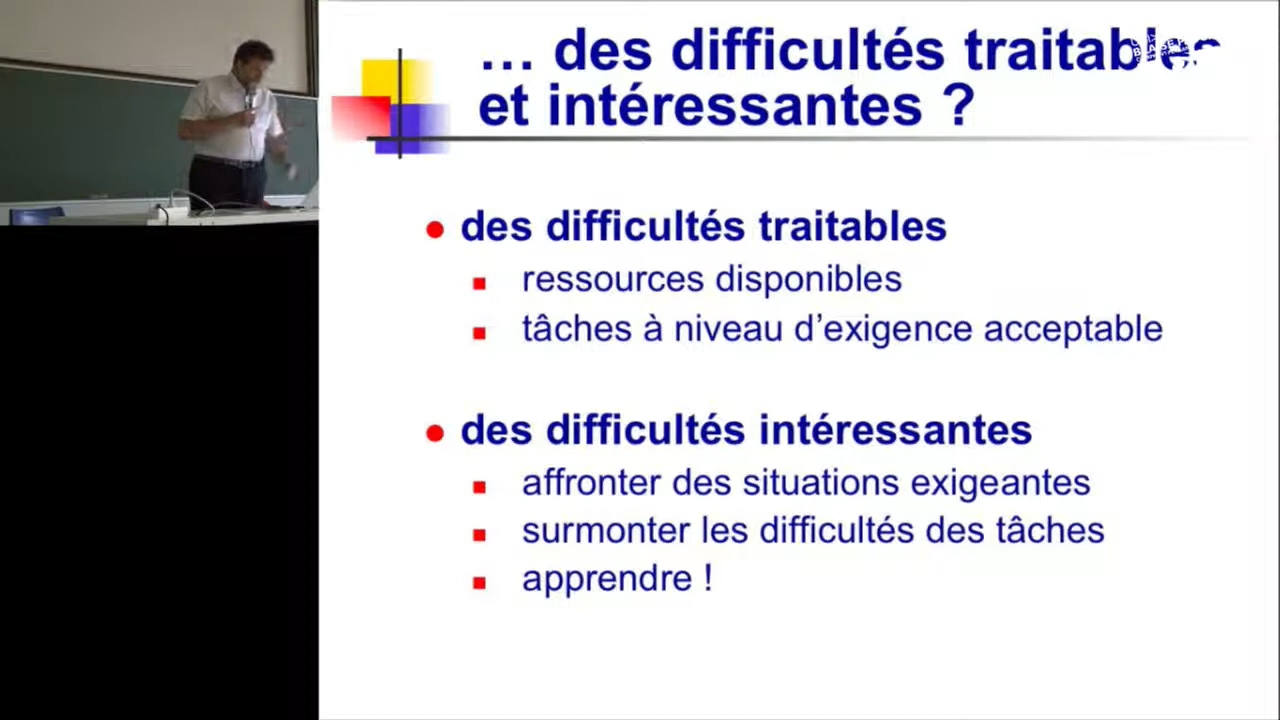 … des difficultés traitables
et intéressantes ?
des difficultés traitables
ressources disponibles
tâches à niveau d’exigence acceptable
des difficultés intéressantes
affronter des situations exigeantes
surmonter les difficultés des tâches
apprendre !